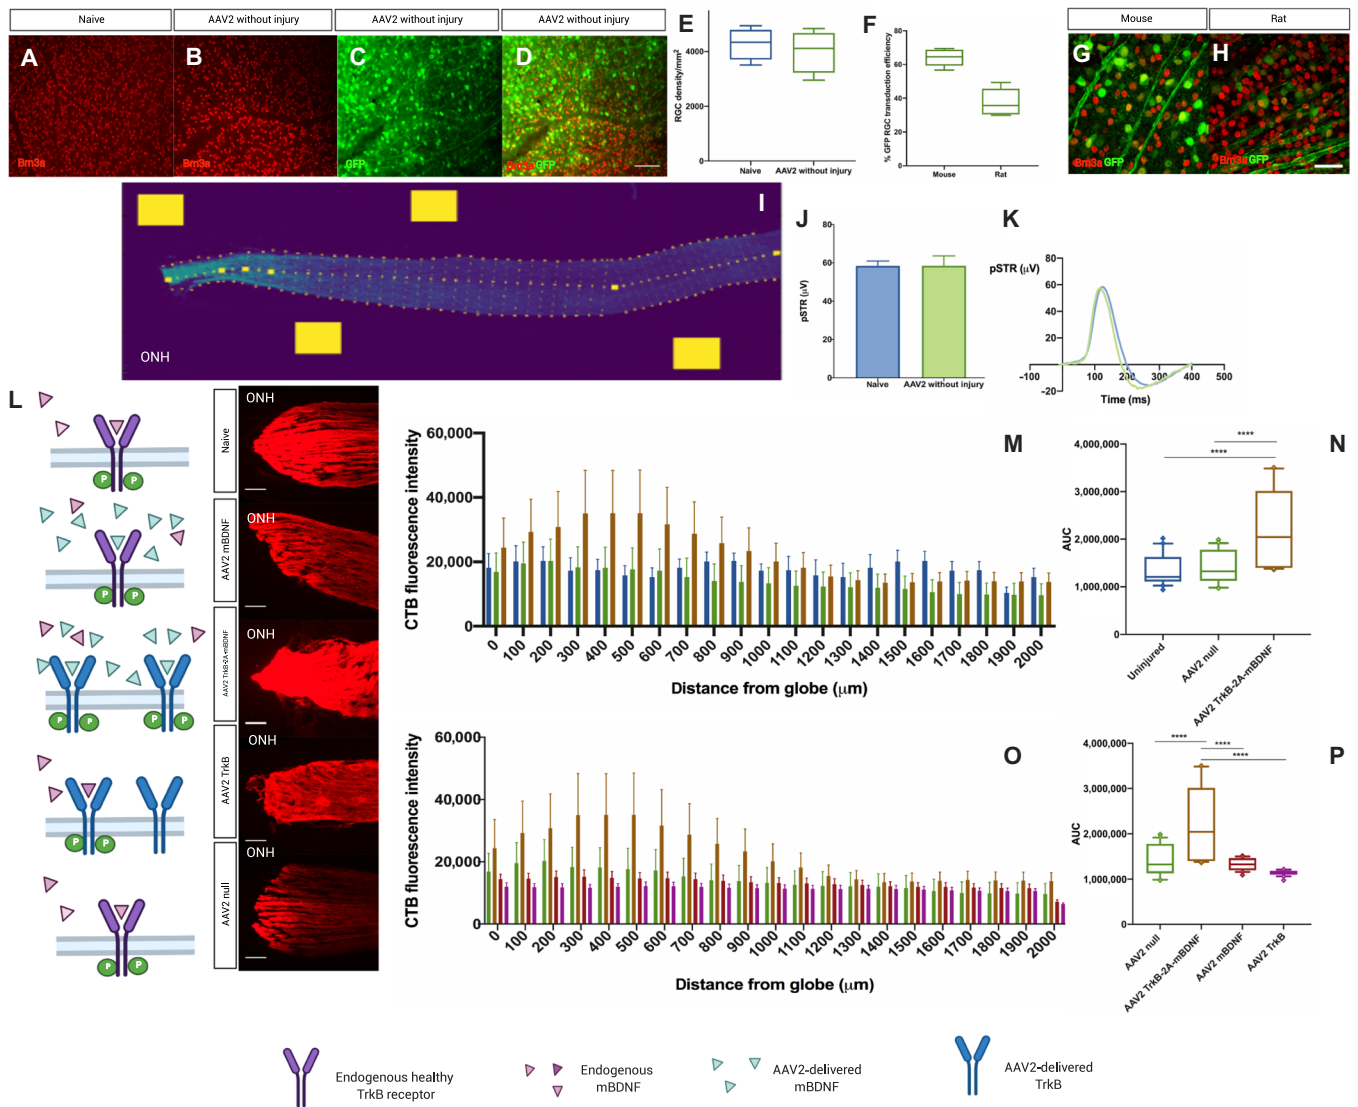 Naive
AAV2 without injury
AAV2 without injury
AAV2 without injury
A
Brn3a
B
Brn3a
C
GFP
D
Brn3a GFP
E
RGC density/mm²
4000
2000
0
Naive
AAV2 without injury
F
% GFP RGC transduction efficiency
80
60
40
20
0
Mouse
Rat
Mouse
Rat
G
Brn3a GFP
H
Brn3a GFP
I
ONH
J
pSTR (μV)
80
60
40
20
0
Naive
AAV2 without injury
K
pSTR (μV)
80
60
40
20
-20
-100
100
200
300
400
500
Time (ms)
L
P P
P P
P P P P
P P
P P
Naive
ONH
AAV2 mBDNF
ONH
AAV2 TrkB-2A-mBDNF
ONH
AAV2 TrkB
ONH
AAV2 null
ONH
M
CTB fluorescence intensity
60,000
40,000
20,000
0
0 100 200 300 400 500 600 700 800 900 1000 1100 1200 1300 1400 1500 1600 1700 1800 1900 2000
Distance from globe (μm)
N
AUC
4,000,000
3,000,000
2,000,000
1,000,000
0
****
****
Uninjured
AAV2 null
AAV2 TrkB-2A-mBDNF
O
CTB fluorescence intensity
60,000
40,000
20,000
0
0 100 200 300 400 500 600 700 800 900 1000 1100 1200 1300 1400 1500 1600 1700 1800 1900 2000
Distance from globe (μm)
P
AUC
4,000,000
3,000,000
2,000,000
1,000,000
0
****
****
****
AAV2 null
AAV2 TrkB-2A-mBDNF
AAV2 mBDNF
AAV2 TrkB
Endogenous healthy
TrkB receptor
Endogenous
mBDNF
AAV2-delivered
mBDNF
AAV2-delivered
TrkB